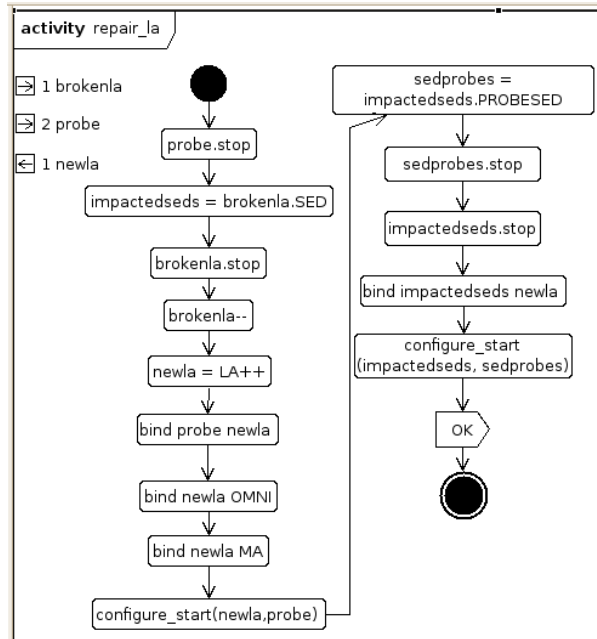 activity repair_la
1 brokenla
2 probe
1 newla
probe.stop
impactedseds = brokenla.SED
brokenla.stop
brokenla--
newla = LA++
bind probe newla
bind newla OMNI
bind newla MA
configure_start(newla,probe)
sedprobes =
impactedseds.PROBESED
sedprobes.stop
impactedseds.stop
bind impactedseds newla
configure_start
(impactedseds, sedprobes)
OK